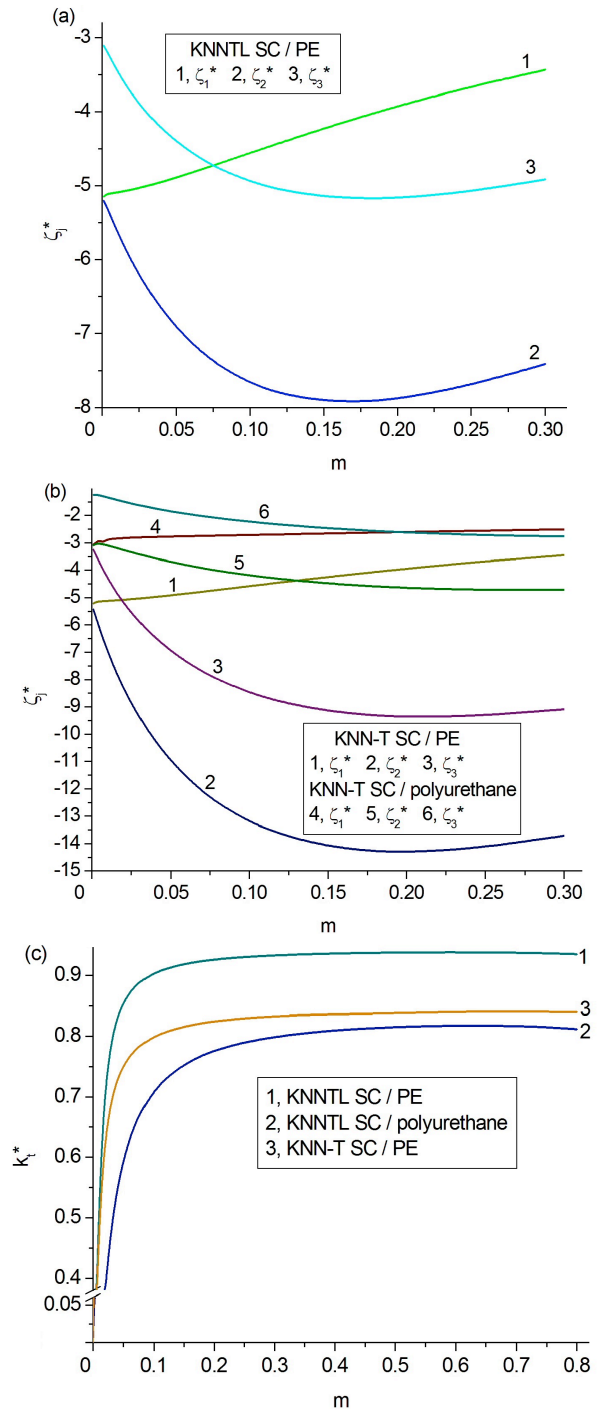 (a)
KNNTL SC / PE
1, ζ1* 2, ζ2* 3, ζ3*
-3
-4
-5
-6
-7
-8
ζj*
1
3
2
0 0.05 0.10 0.15 0.20 0.25 0.30
m
(b)
-2
-3
-4
-5
-6
-7
-8
-9
-10
-11
-12
-13
-14
-15
ζj*
6
4
5
1
3
2
KNN-T SC / PE
1, ζ1* 2, ζ2* 3, ζ3*
KNN-T SC / polyurethane
4, ζ1* 5, ζ2* 6, ζ3*
0 0.05 0.10 0.15 0.20 0.25 0.30
m
(c)
0.9
0.8
0.7
0.6
0.5
0.4
0.05
kt*
1
3
2
1, KNNTL SC / PE
2, KNNTL SC / polyurethane
3, KNN-T SC / PE
0 0.1 0.2 0.3 0.4 0.5 0.6 0.7 0.8
m